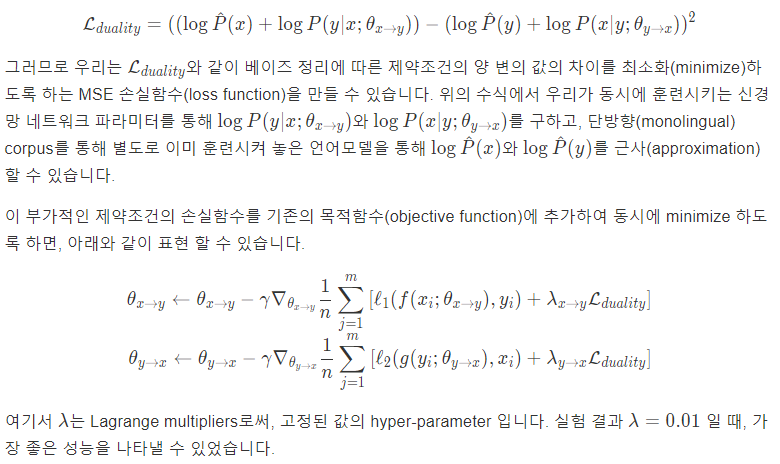 $$\mathcal{L}_{duality} = ((\log \hat{P}(x) + \log P(y|x; \theta_{x \to y})) - (\log \hat{P}(y) + \log P(x|y; \theta_{y \to x}))^2$$
그러므로 우리는 $\mathcal{L}_{duality}$와 같이 베이즈 정리에 따른 제약조건의 양 변의 값의 차이를 최소화(minimize)하
도록 하는 MSE 손실함수(loss function)을 만들 수 있습니다. 위의 수식에서 우리가 동시에 훈련시키는 신경
망 네트워크 파라미터를 통해 $\log P(y|x; \theta_{x \to y})$와 $\log P(x|y; \theta_{y \to x})$를 구하고, 단방향(monolingual)
corpus를 통해 별도로 이미 훈련시켜 놓은 언어모델을 통해 $\log \hat{P}(x)$와 $\log \hat{P}(y)$를 근사(approximation)
할 수 있습니다.
이 부가적인 제약조건의 손실함수를 기존의 목적함수(objective function)에 추가하여 동시에 minimize 하도
록 하면, 아래와 같이 표현 할 수 있습니다.
$$\theta_{x \to y} \leftarrow \theta_{x \to y} - \gamma \nabla_{\theta_{x \to y}} \frac{1}{n} \sum_{j=1}^{m} [\ell_1(f(x_i; \theta_{x \to y}), y_i) + \lambda_{x \to y} \mathcal{L}_{duality}]$$
$$\theta_{y \to x} \leftarrow \theta_{y \to x} - \gamma \nabla_{\theta_{y \to x}} \frac{1}{n} \sum_{j=1}^{m} [\ell_2(g(y_i; \theta_{y \to x}), x_i) + \lambda_{y \to x} \mathcal{L}_{duality}]$$
여기서 $\lambda$는 Lagrange multipliers로써, 고정된 값의 hyper-parameter 입니다. 실험 결과 $\lambda = 0.01$ 일 때, 가
장 좋은 성능을 나타낼 수 있었습니다.